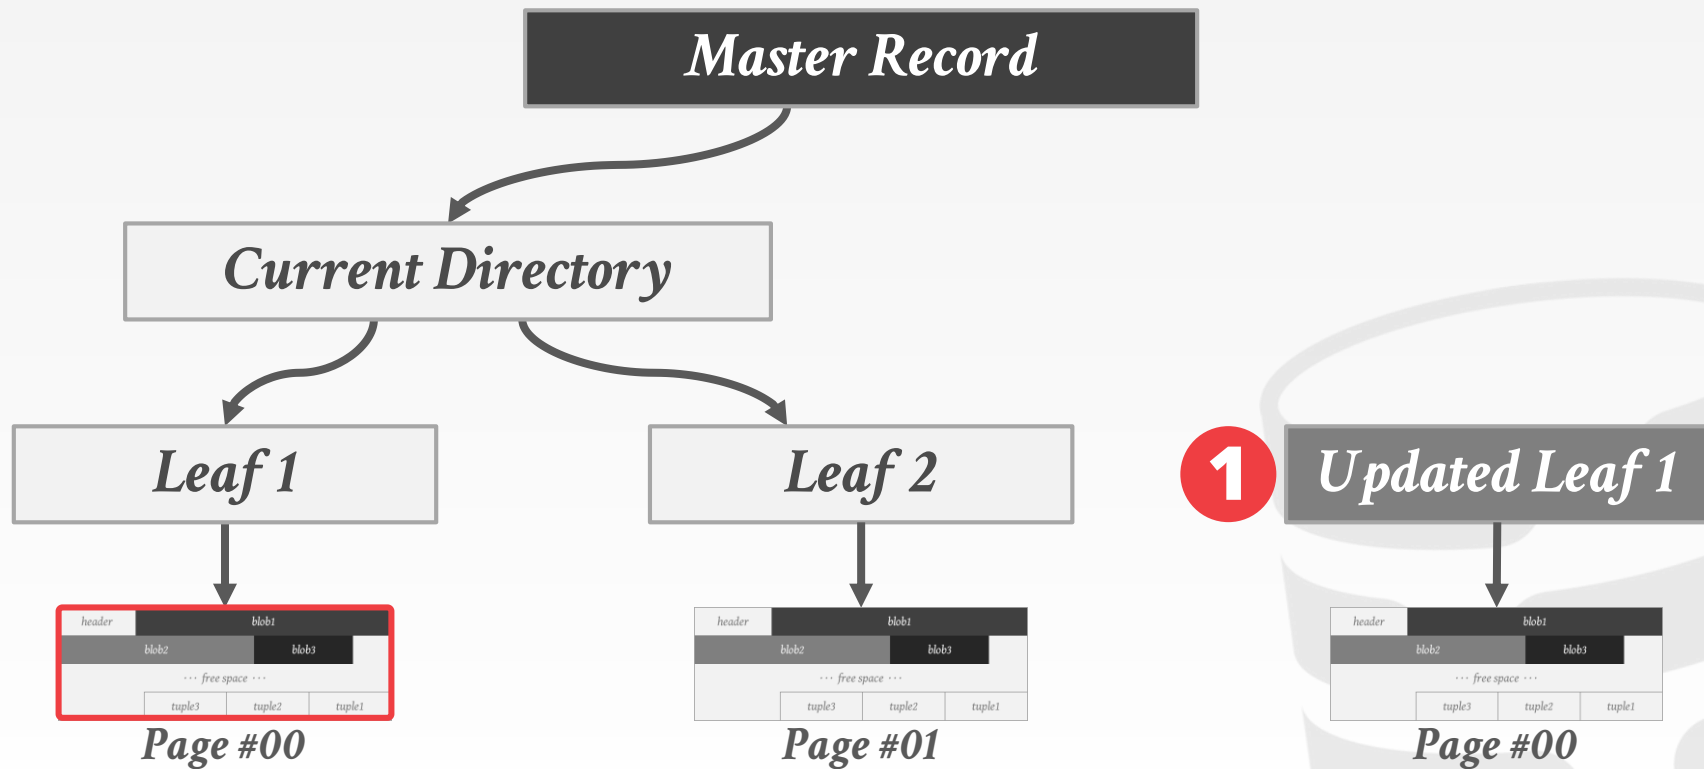 Master Record
Current Directory
Leaf 1
Leaf 2
1
Updated Leaf 1
header
blob1
blob2
blob3
··· free space ···
tuple3
tuple2
tuple1
Page #00
header
blob1
blob2
blob3
··· free space ···
tuple3
tuple2
tuple1
Page #01
header
blob1
blob2
blob3
··· free space ···
tuple3
tuple2
tuple1
Page #00